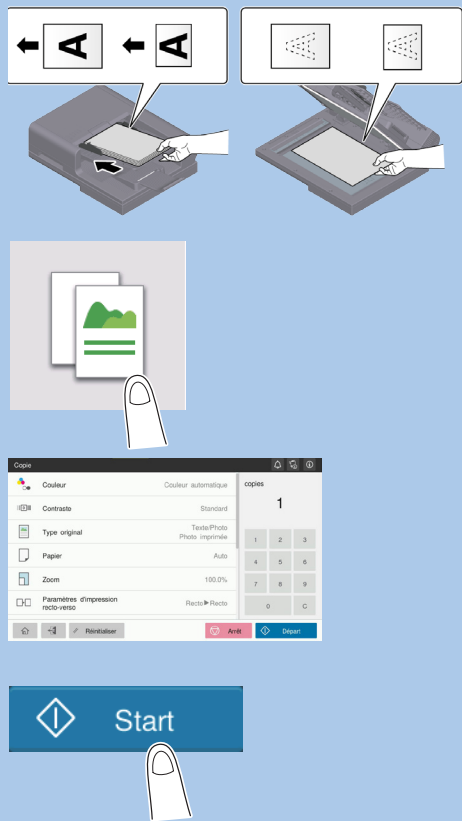 A A
A A
Copie
Couleur Couleur automatique
copies
1
Contraste Standard
Type original Texte/Photo
Photo imprimée
1 2 3
Papier Auto
4 5 6
Zoom 100.0%
7 8 9
Paramètres d'impression
recto-verso Recto Recto
0 C
Réinitialiser Arrêt Départ
Start